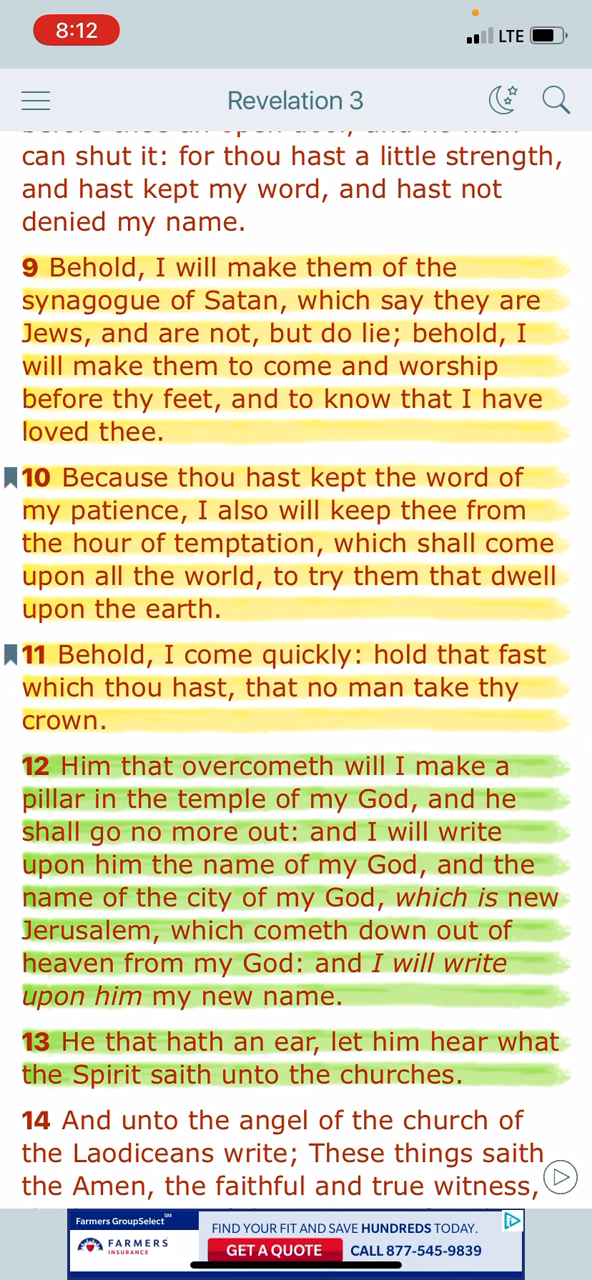 8:12
LTE
Revelation 3
can shut it: for thou hast a little strength,
and hast kept my word, and hast not
denied my name.
9 Behold, I will make them of the
synagogue of Satan, which say they are
Jews, and are not, but do lie; behold, I
will make them to come and worship
before thy feet, and to know that I have
loved thee.
10 Because thou hast kept the word of
my patience, I also will keep thee from
the hour of temptation, which shall come
upon all the world, to try them that dwell
upon the earth.
11 Behold, I come quickly: hold that fast
which thou hast, that no man take thy
crown.
12 Him that overcometh will I make a
pillar in the temple of my God, and he
shall go no more out: and I will write
upon him the name of my God, and the
name of the city of my God, which is new
Jerusalem, which cometh down out of
heaven from my God: and I will write
upon him my new name.
13 He that hath an ear, let him hear what
the Spirit saith unto the churches.
14 And unto the angel of the church of
the Laodiceans write; These things saith
the Amen, the faithful and true witness,
Farmers GroupSelect SM
FARMERS
INSURANCE
FIND YOUR FIT AND SAVE HUNDREDS TODAY.
GET A QUOTE CALL 877-545-9839